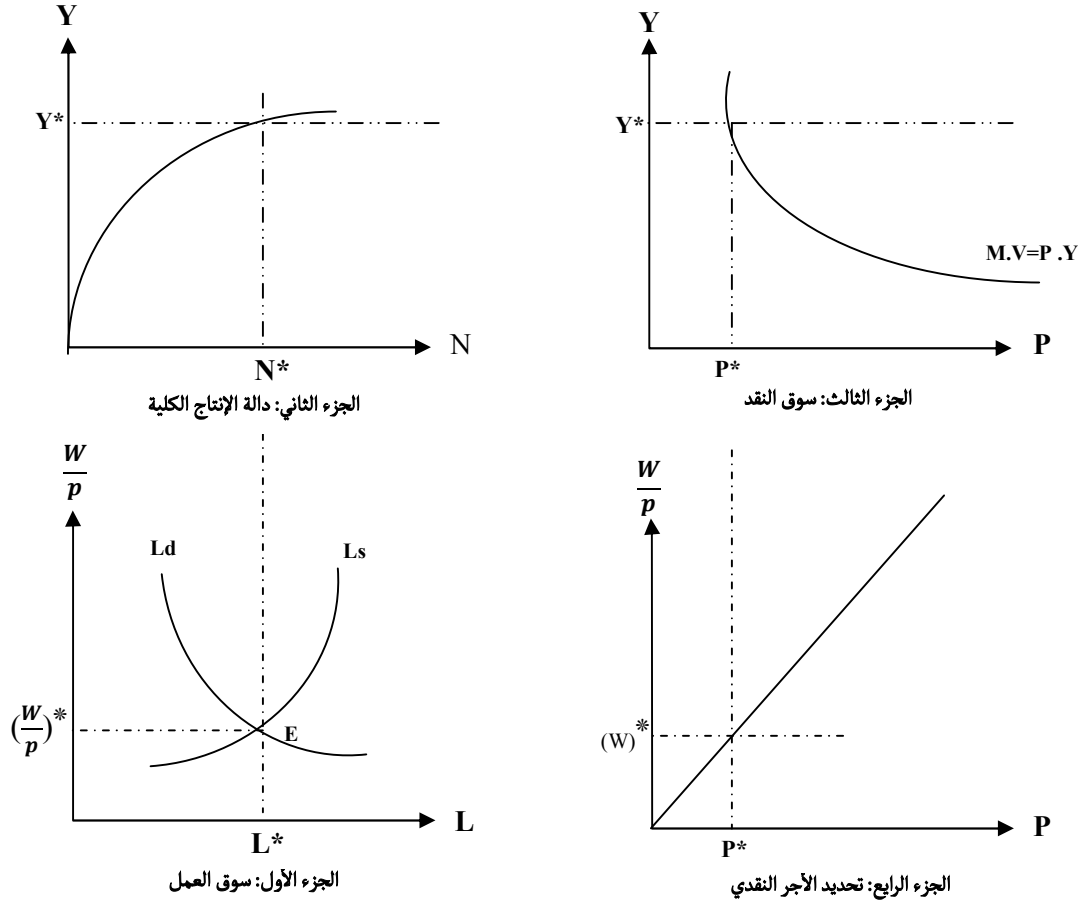 Y
Y*
N
N*
الجزء الثاني: دالة الإنتاج الكلية
Y
Y*
M.V=P .Y
P
P*
الجزء الثالث: سوق النقد
W/p
Ld
Ls
(W/p)*
E
L
L*
الجزء الأول: سوق العمل
W/p
(W)*
P
P*
الجزء الرابع: تحديد الأجر النقدي